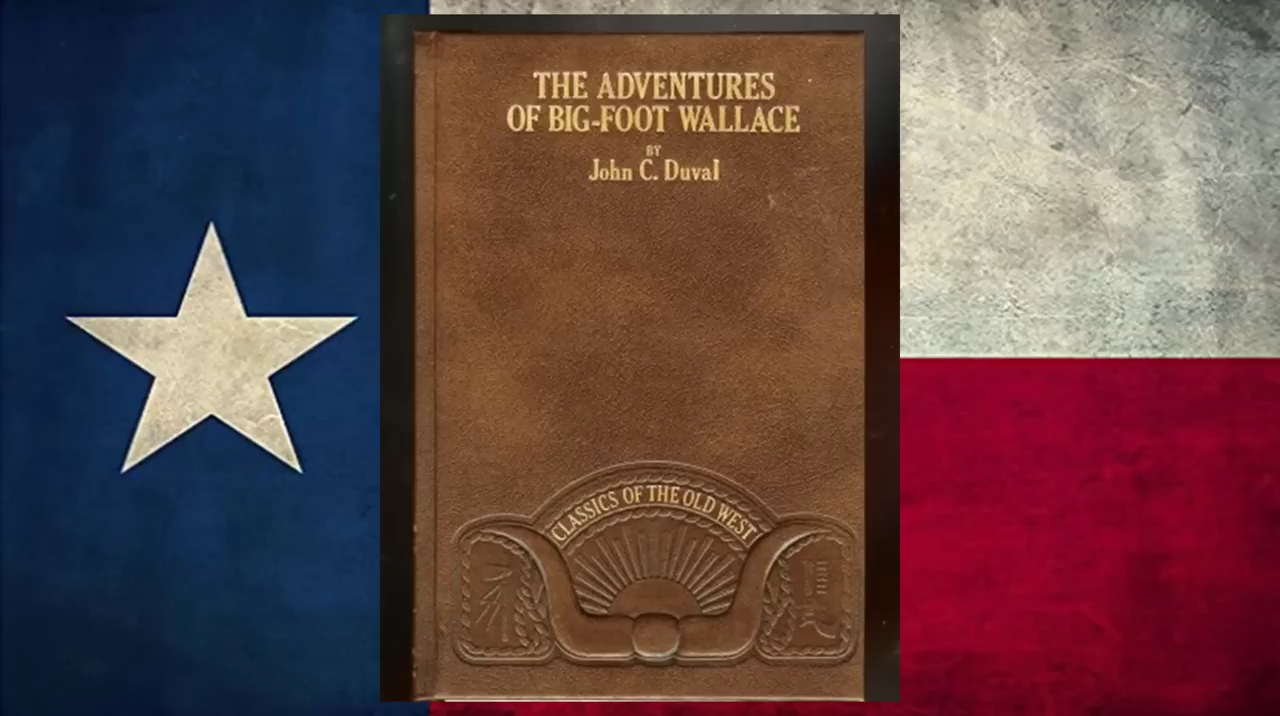 THE ADVENTURES
OF BIG-FOOT WALLACE
BY
John C. Duval
CLASSICS OF THE OLD WEST